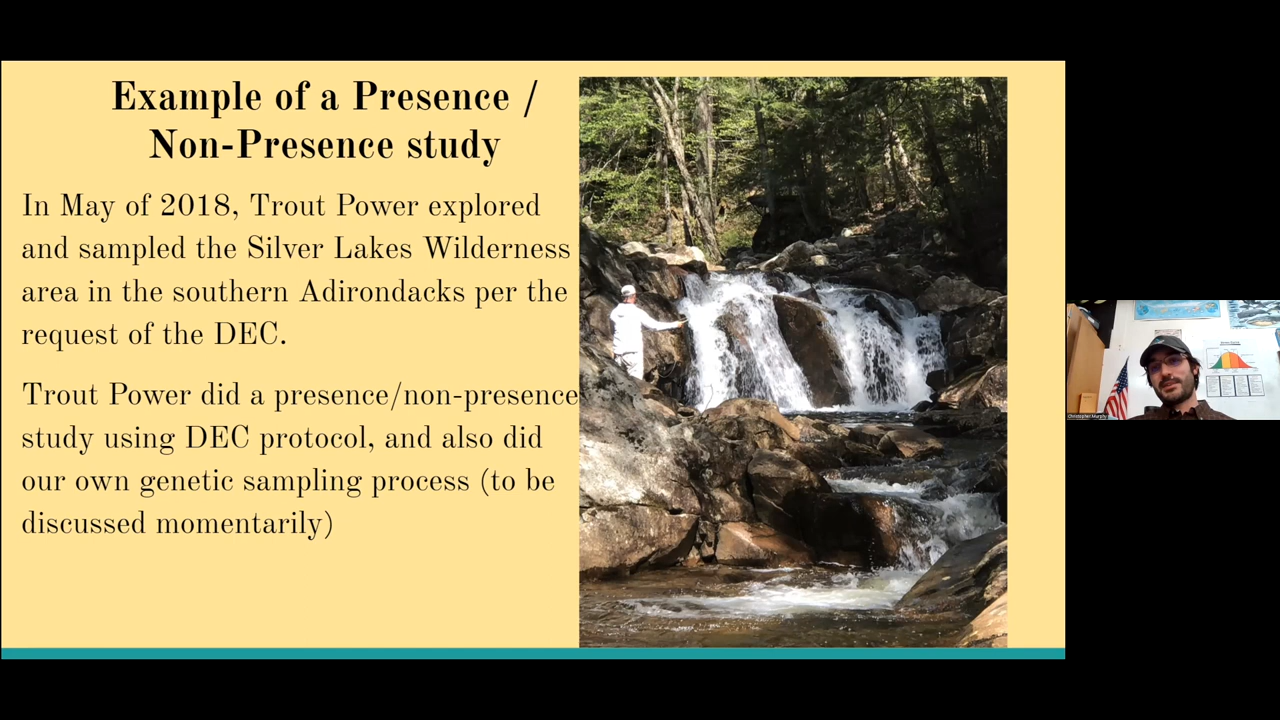 Example of a Presence /
Non-Presence study
In May of 2018, Trout Power explored
and sampled the Silver Lakes Wilderness
area in the southern Adirondacks per the
request of the DEC.
Trout Power did a presence/non-presence
study using DEC protocol, and also did
our own genetic sampling process (to be
discussed momentarily)
Christopher Murphy